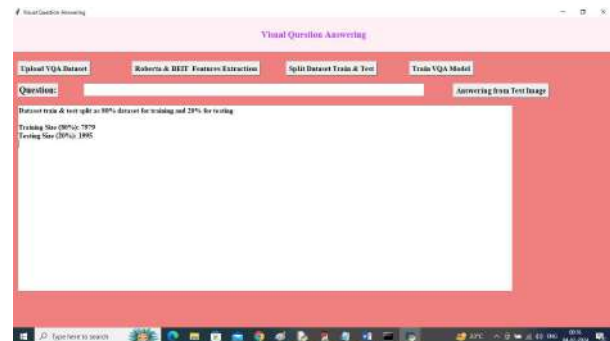 Visual Question Answering
Visual Question Answering
Upload VQA Dataset
Roberta & BEIT Features Extraction
Split Dataset Train & Test
Train VQA Model
Question:
Answering from Test Image
Dataset train & test split as 80% dataset for training and 20% for testing
Training Size (80%): 7979
Testing Size (20%): 1995
Type here to search
ENG